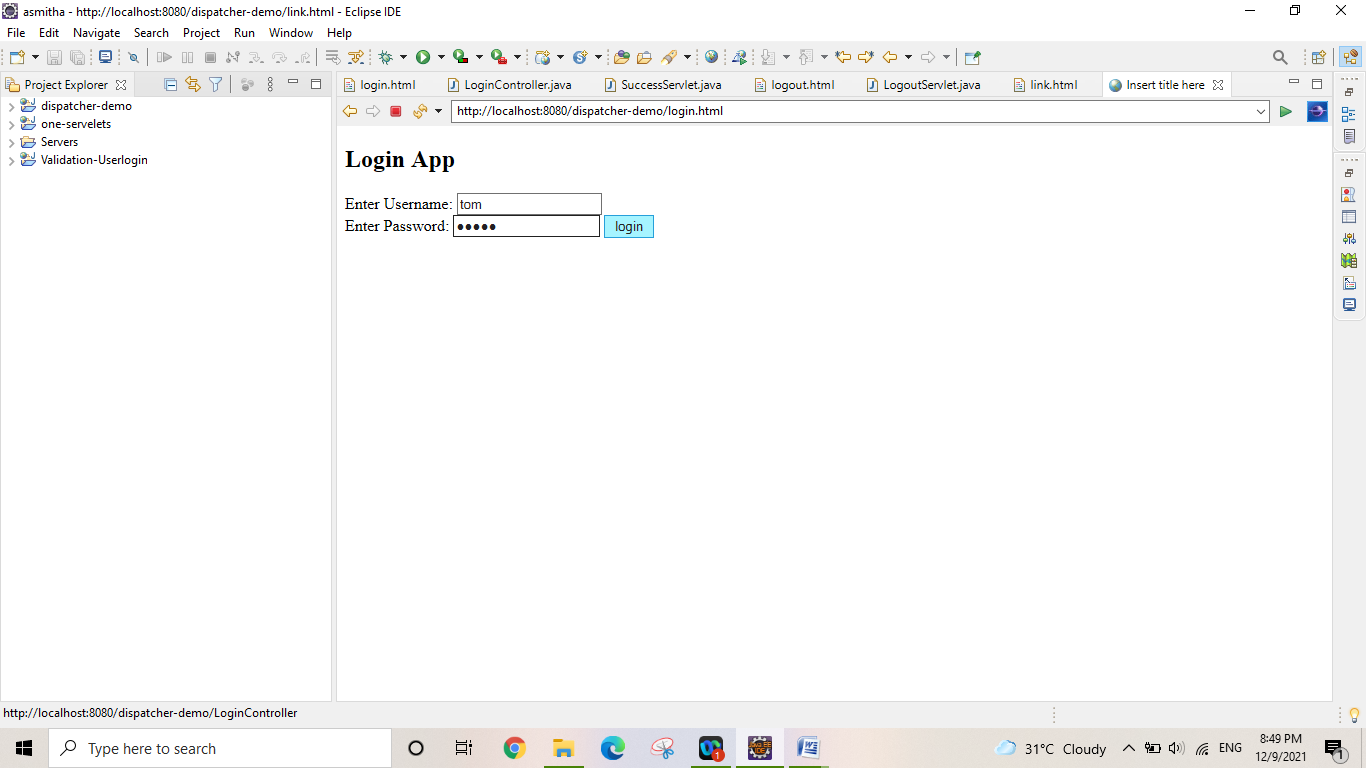 asmitha - http://localhost:8080/dispatcher-demo/link.html - Eclipse IDE
File Edit Navigate Search Project Run Window Help
Project Explorer
login.html LoginController.java SuccessServlet.java logout.html LogoutServlet.java link.html Insert title here
dispatcher-demo
one-servelets
Servers
Validation-Userlogin
http://localhost:8080/dispatcher-demo/login.html
Login App
Enter Username: tom
Enter Password: ●●●●● login
http://localhost:8080/dispatcher-demo/LoginController
Type here to search
1
31°C Cloudy
ENG
8:49 PM
12/9/2021
1